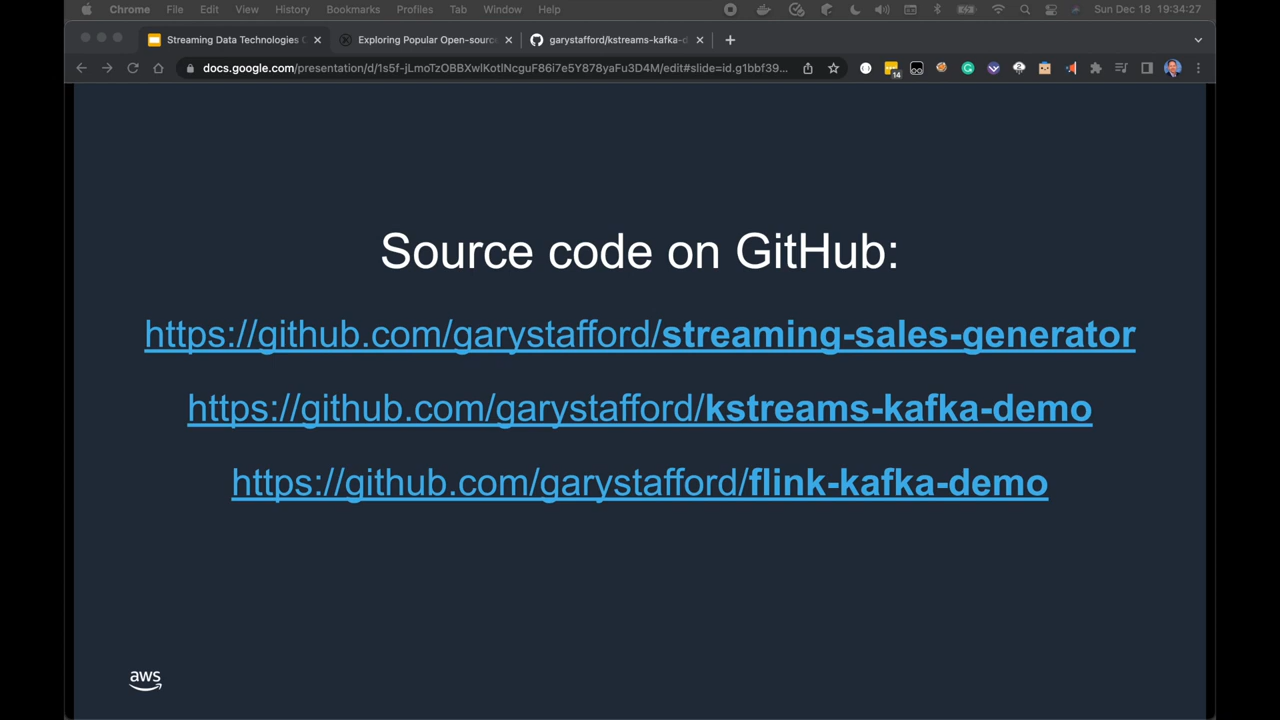 Chrome File Edit View History Bookmarks Profiles Tab Window Help Sun Dec 18 19:34:27
Streaming Data Technologies Exploring Popular Open-source garystafford/kstreams-kafka-d
docs.google.com/presentation/d/1s5f-jLmoTzOBBXwlKotlNcguF86i7e5Y878yaFu3D4M/edit#slide=id.g1bbf39...
14
Source code on GitHub:
https://github.com/garystafford/streaming-sales-generator
https://github.com/garystafford/kstreams-kafka-demo
https://github.com/garystafford/flink-kafka-demo
aws